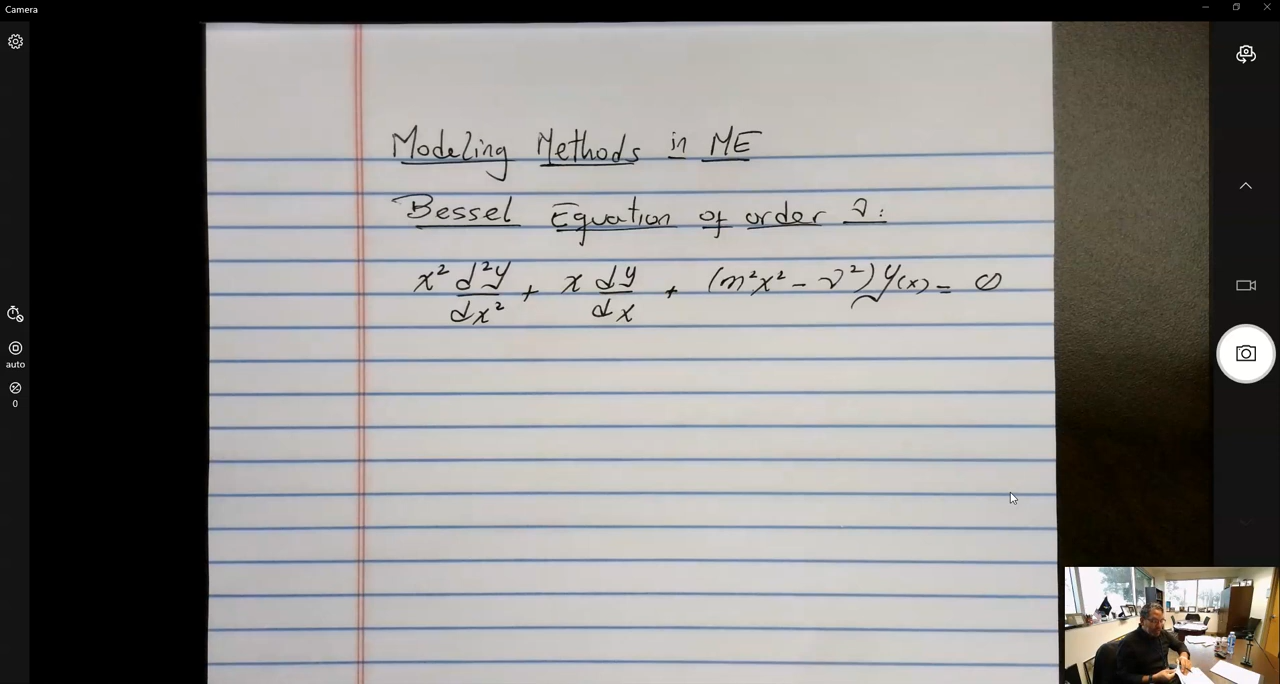 Camera
Modeling Methods in ME
Bessel Equation of order ν:
x² d²y/dx² + x dy/dx + (m²x² - ν²) y(x) = 0
auto
0